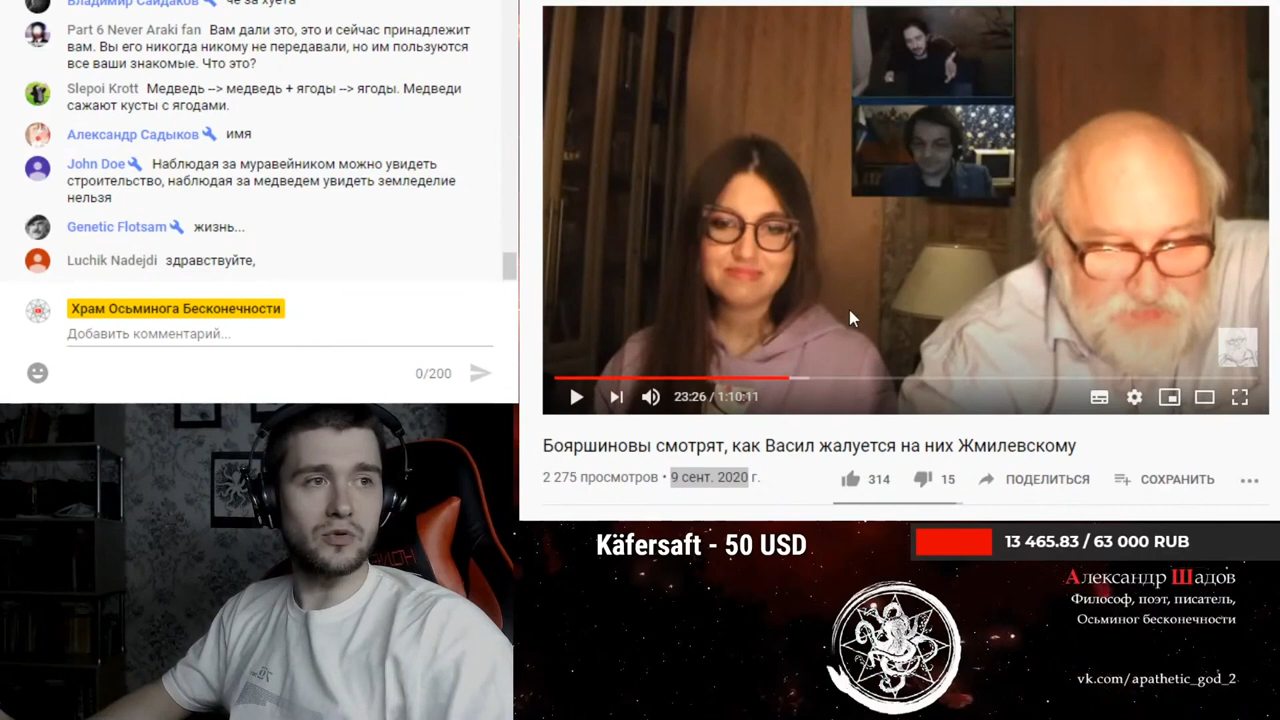 Владимир Сайдаков че за хуета
Part 6 Never Araki fan Вам дали это, это и сейчас принадлежит
вам. Вы его никогда никому не передавали, но им пользуются
все ваши знакомые. Что это?
Slepoi Krott Медведь --> медведь + ягоды --> ягоды. Медведи
сажают кусты с ягодами.
Александр Садыков имя
John Doe Наблюдая за муравейником можно увидеть
строительство, наблюдая за медведем увидеть земледелие
нельзя
Genetic Flotsam жизнь...
Luchik Nadejdi здравствуйте,
Храм Осьминога Бесконечности
Добавить комментарий...
0/200
23:26 / 1:10:11
Бояршиновы смотрят, как Васил жалуется на них Жмилевскому
2 275 просмотров • 9 сент. 2020 г.
314
15
ПОДЕЛИТЬСЯ
СОХРАНИТЬ
Käfersaft - 50 USD
13 465.83 / 63 000 RUB
Александр Шадов
Философ, поэт, писатель,
Осьминог бесконечности
vk.com/apathetic_god_2